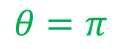 θ = π